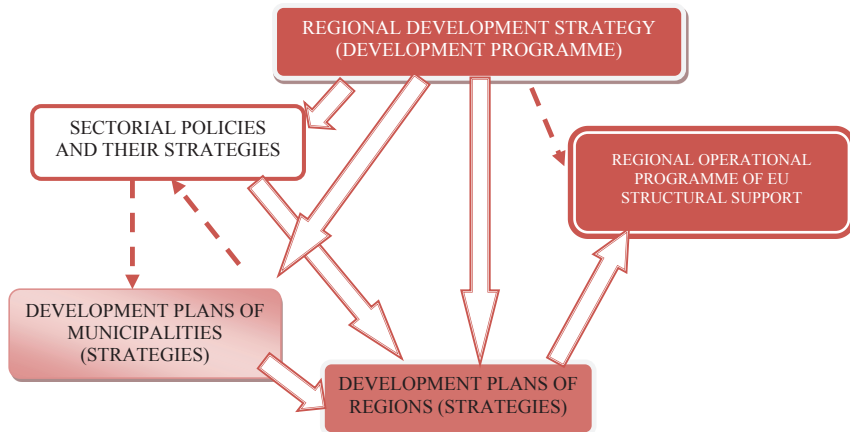 REGIONAL DEVELOPMENT STRATEGY
(DEVELOPMENT PROGRAMME)
SECTORIAL POLICIES
AND THEIR STRATEGIES
REGIONAL OPERATIONAL
PROGRAMME OF EU
STRUCTURAL SUPPORT
DEVELOPMENT PLANS OF
MUNICIPALITIES
(STRATEGIES)
DEVELOPMENT PLANS OF
REGIONS (STRATEGIES)